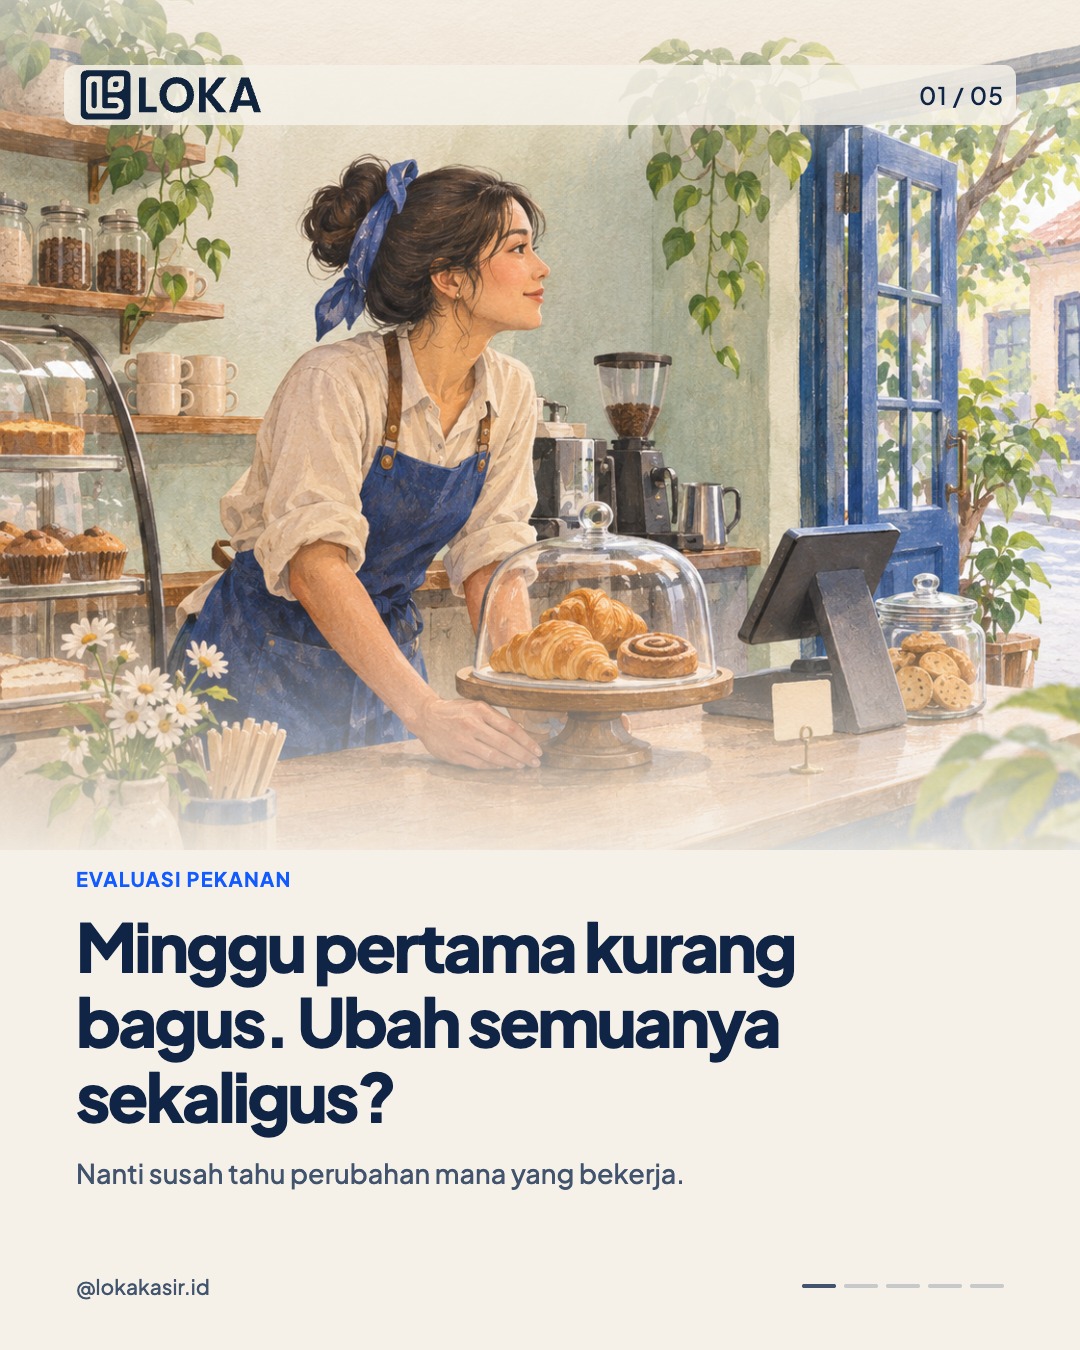 LOKA
01 / 05
EVALUASI PEKANAN
Minggu pertama kurang
bagus. Ubah semuanya
sekaligus?
Nanti susah tahu perubahan mana yang bekerja.
@lokakasir.id